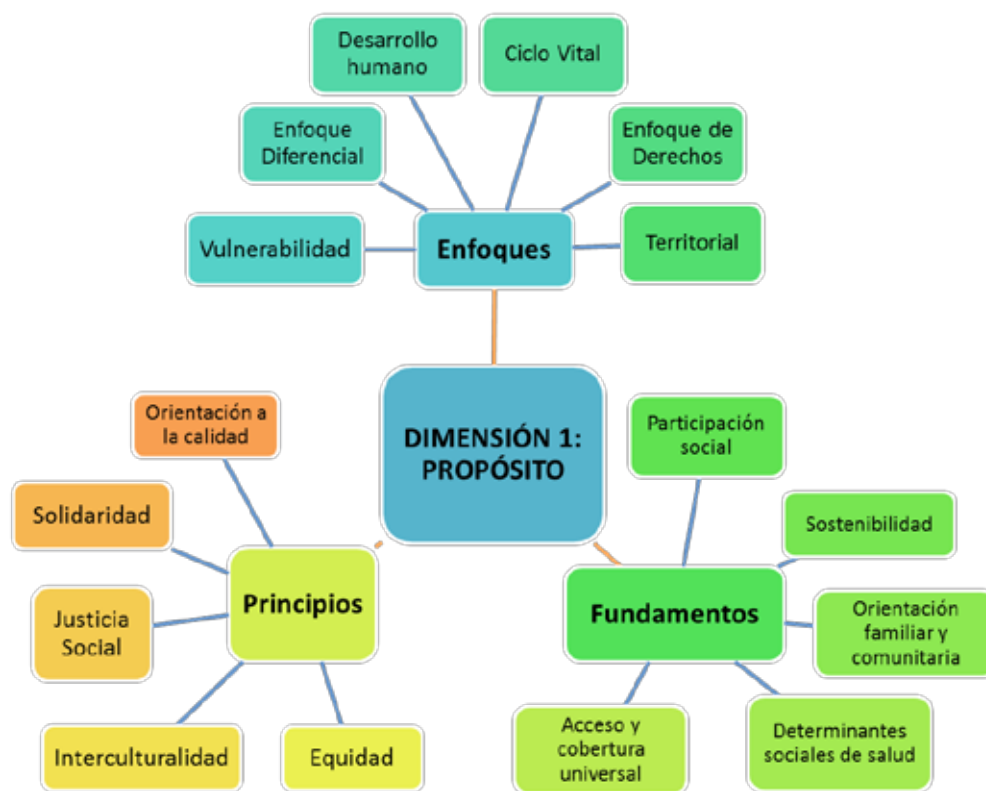 Desarrollo
humano
Ciclo Vital
Enfoque
Diferencial
Enfoque de
Derechos
Vulnerabilidad
Enfoques
Territorial
DIMENSIÓN 1:
PROPÓSITO
Orientación a
la calidad
Solidaridad
Justicia
Social
Principios
Interculturalidad
Equidad
Participación
social
Sostenibilidad
Fundamentos
Orientación
familiar y
comunitaria
Acceso y
cobertura
universal
Determinantes
sociales de salud